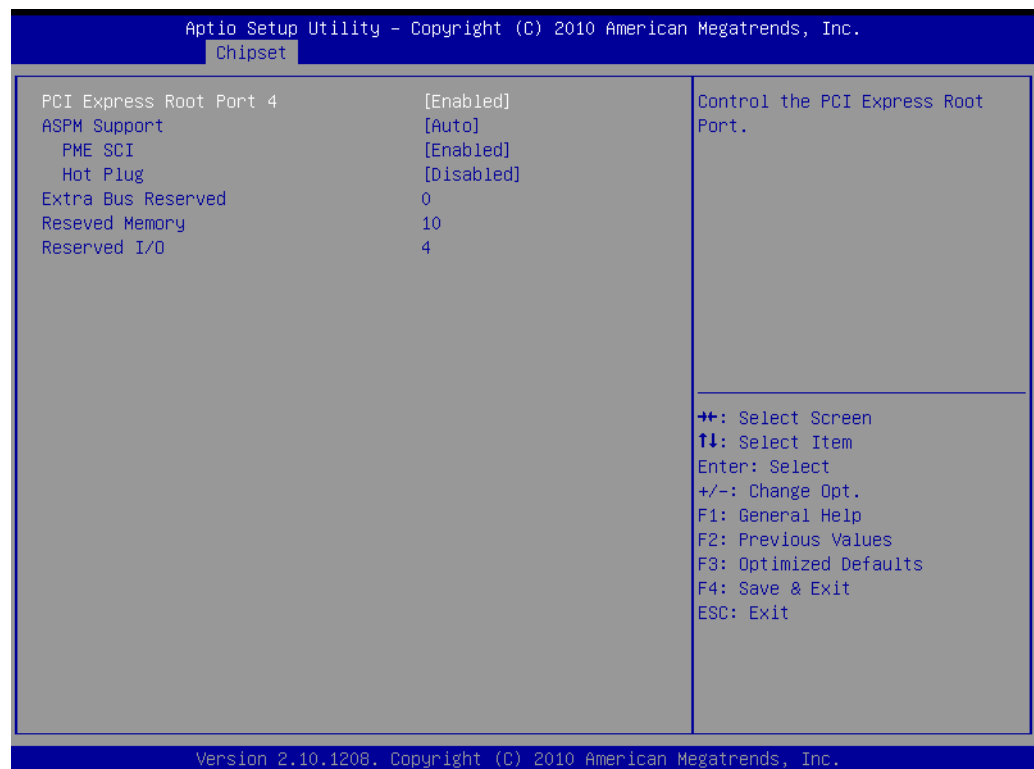 Aptio Setup Utility – Copyright (C) 2010 American Megatrends, Inc.
Chipset
PCI Express Root Port 4 [Enabled]
ASPM Support [Auto]
PME SCI [Enabled]
Hot Plug [Disabled]
Extra Bus Reserved 0
Reseved Memory 10
Reserved I/O 4
Control the PCI Express Root
Port.
→←: Select Screen
↑↓: Select Item
Enter: Select
+/-: Change Opt.
F1: General Help
F2: Previous Values
F3: Optimized Defaults
F4: Save & Exit
ESC: Exit
Version 2.10.1208. Copyright (C) 2010 American Megatrends, Inc.